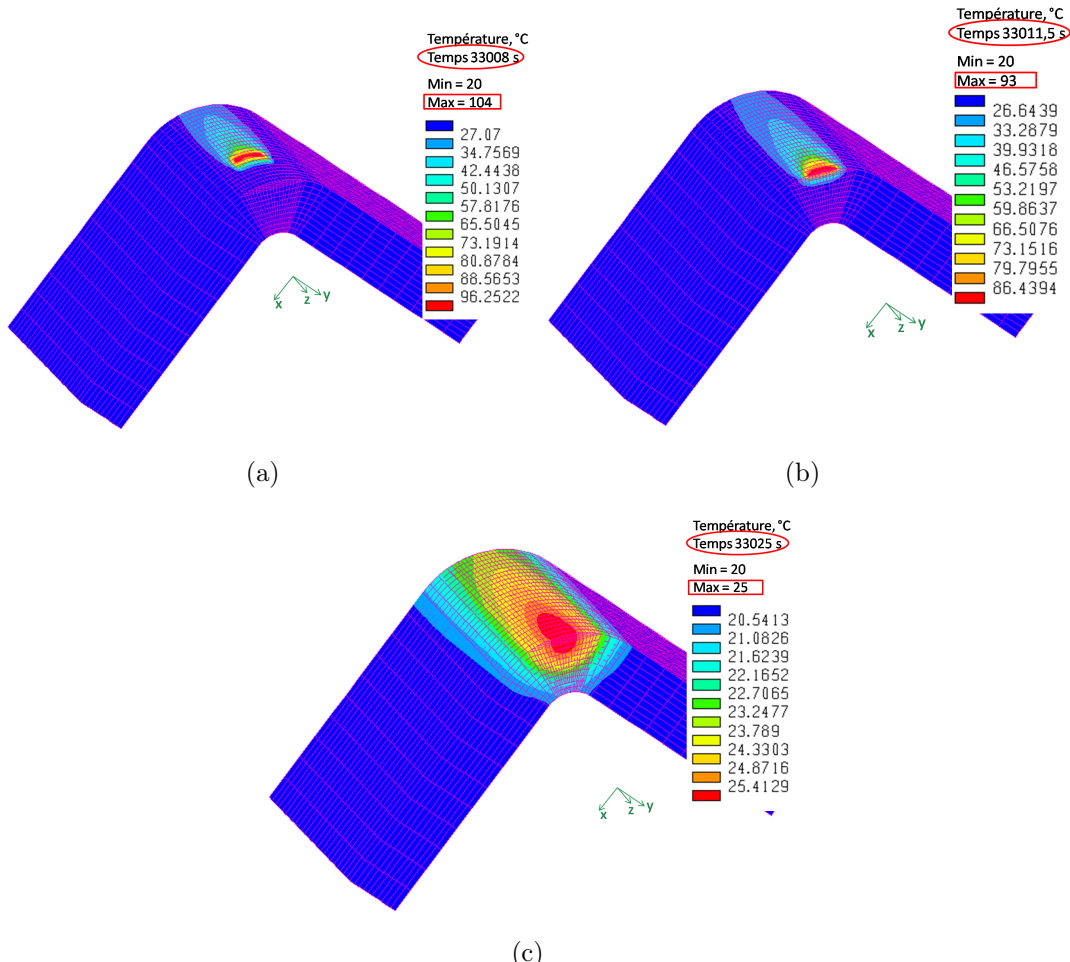 Température, °C
Temps 33008 s
Min = 20
Max = 104
27.07
34.7569
42.4438
50.1307
57.8176
65.5045
73.1914
80.8784
88.5653
96.2522
x
z
y
(a)
Température, °C
Temps 33011,5 s
Min = 20
Max = 93
26.6439
33.2879
39.9318
46.5758
53.2197
59.8637
66.5076
73.1516
79.7955
86.4394
x
z
y
(b)
Température, °C
Temps 33025 s
Min = 20
Max = 25
20.5413
21.0826
21.6239
22.1652
22.7065
23.2477
23.789
24.3303
24.8716
25.4129
x
z
y
(c)